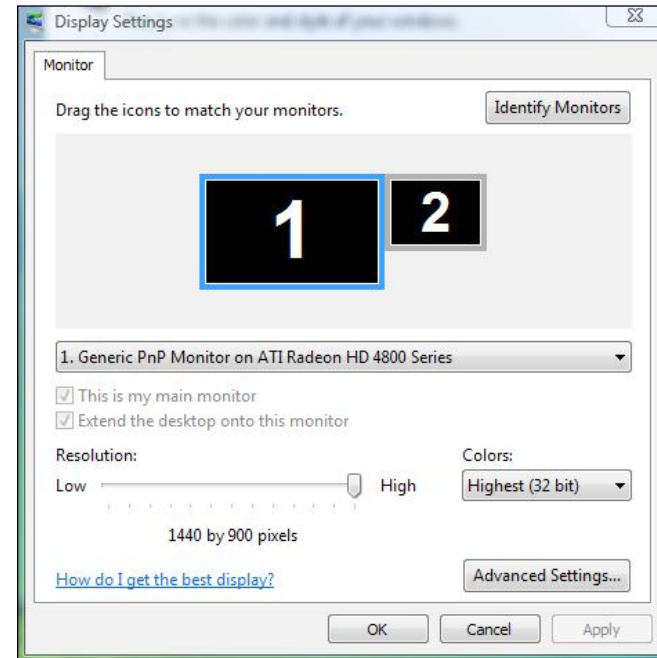 Display Settings
Monitor
Drag the icons to match your monitors.
Identify Monitors
1
2
1. Generic PnP Monitor on ATI Radeon HD 4800 Series
This is my main monitor
Extend the desktop onto this monitor
Resolution:
Colors:
Low
High
Highest (32 bit)
1440 by 900 pixels
How do I get the best display?
Advanced Settings...
OK
Cancel
Apply